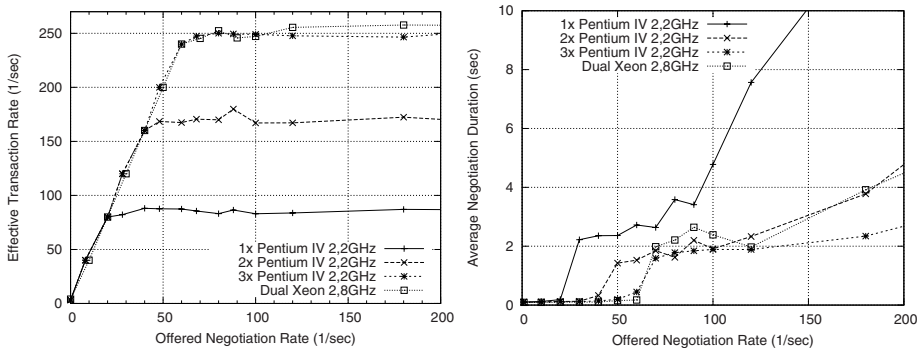 Effective Transaction Rate (1/sec)
250
200
150
100
50
0
1x Pentium IV 2,2GHz
2x Pentium IV 2,2GHz
3x Pentium IV 2,2GHz
Dual Xeon 2,8GHz
0 50 100 150 200
Offered Negotiation Rate (1/sec)
Average Negotiation Duration (sec)
10
8
6
4
2
0
1x Pentium IV 2,2GHz
2x Pentium IV 2,2GHz
3x Pentium IV 2,2GHz
Dual Xeon 2,8GHz
0 50 100 150 200
Offered Negotiation Rate (1/sec)